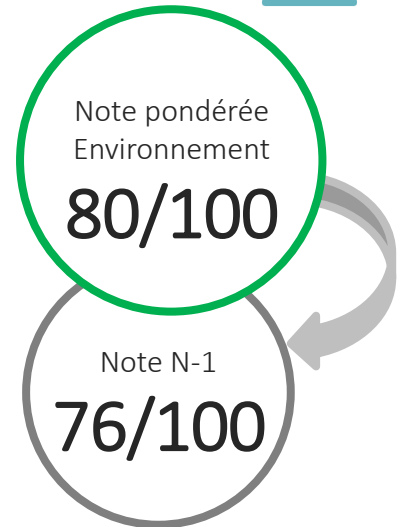 Note pondérée
Environnement
80/100
Note N-1
76/100